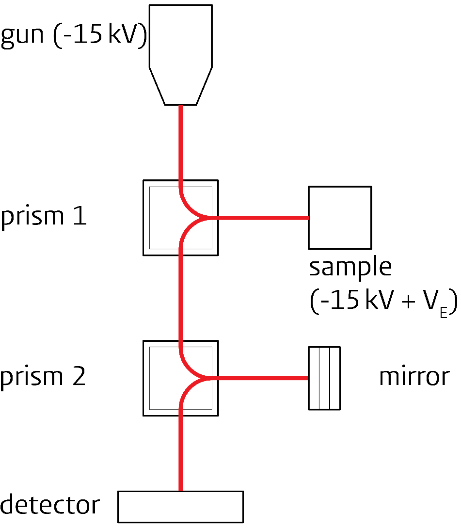 gun (-15 kV)
prism 1
sample
(-15 kV + V_E)
prism 2
mirror
detector